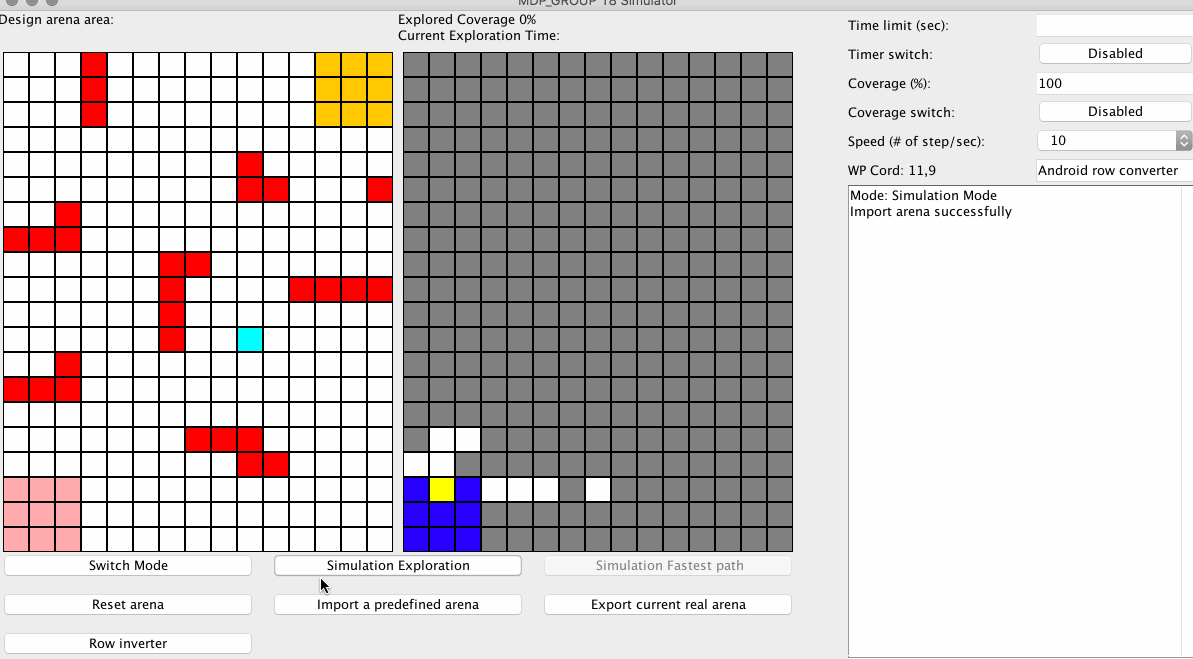 MDP_GROUP 18 Simulator
Design arena area:
Explored Coverage 0%
Current Exploration Time:
Time limit (sec):
Timer switch:
Disabled
Coverage (%):
100
Coverage switch:
Disabled
Speed (# of step/sec):
10
WP Cord: 11,9
Android row converter
Mode: Simulation Mode
Import arena successfully
Switch Mode
Simulation Exploration
Simulation Fastest path
Reset arena
Import a predefined arena
Export current real arena
Row inverter